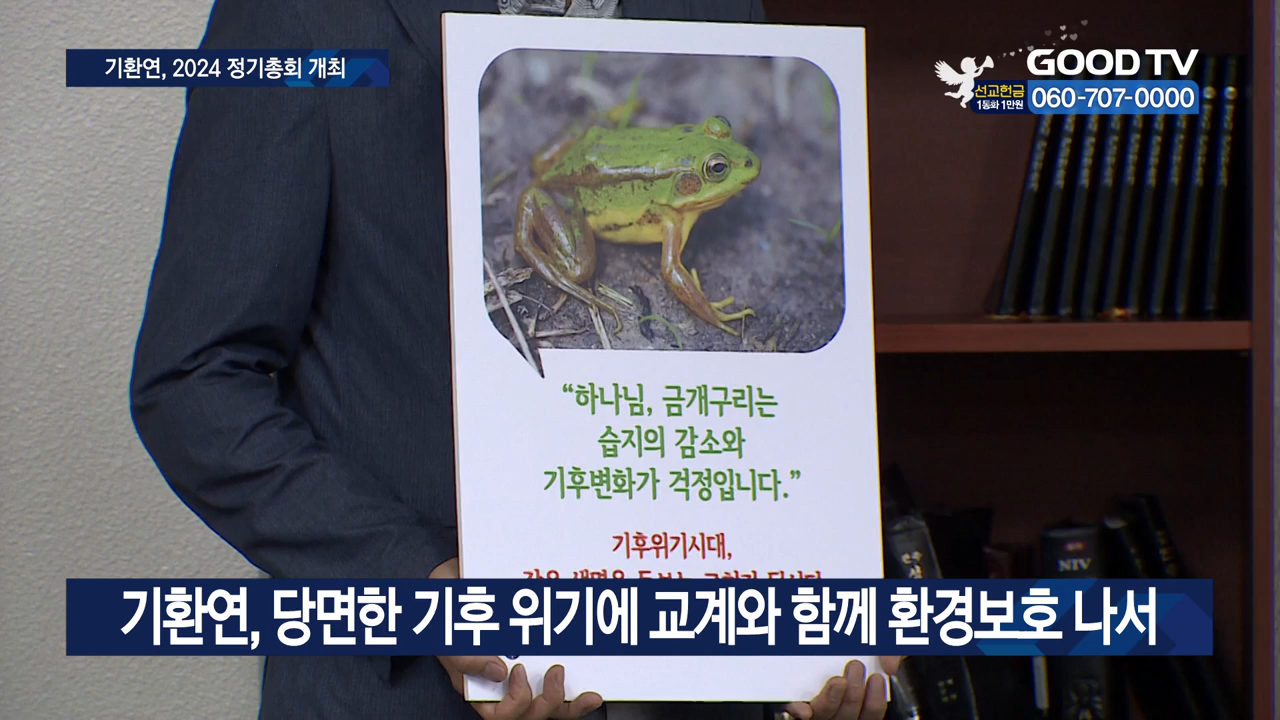 기환연, 2024 정기총회 개최
GOOD TV
선교헌금
1통화 1만원
060-707-0000
“하나님, 금개구리는
습지의 감소와
기후변화가 걱정입니다.”
기후위기시대,
NIV
기환연, 당면한 기후 위기에 교계와 함께 환경보호 나서